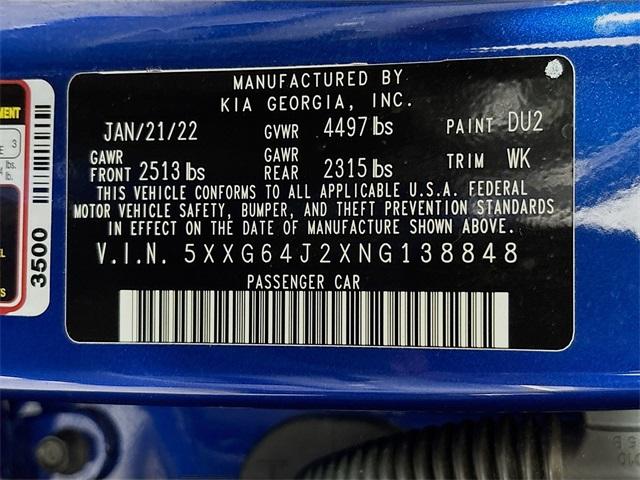 MANUFACTURED BY
KIA GEORGIA, INC.
JAN/21/22 GVWR 4497 lbs PAINT DU2
GAWR FRONT 2513 lbs GAWR REAR 2315 lbs TRIM WK
THIS VEHICLE CONFORMS TO ALL APPLICABLE U.S.A. FEDERAL
MOTOR VEHICLE SAFETY, BUMPER, AND THEFT PREVENTION STANDARDS
IN EFFECT ON THE DATE OF MANUFACTURE SHOWN ABOVE.
V.I.N. 5XXG64J2XNG138848
PASSENGER CAR
3500